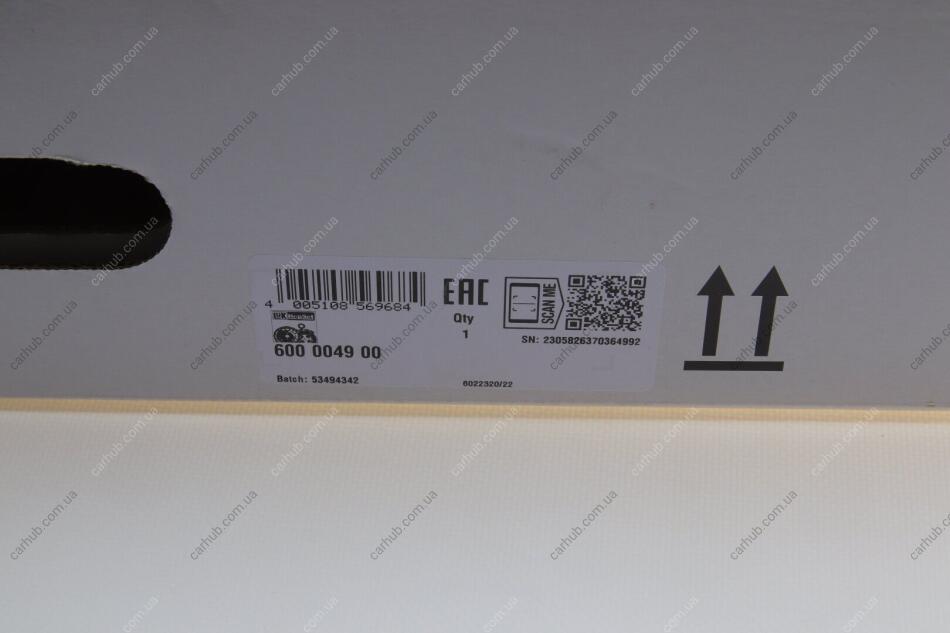 4 005108 569684
EAC
Qty
1
SCAN ME
SN: 2305826370364992
600 0049 00
Batch: 53494342
6022320/22
carhub.com.ua